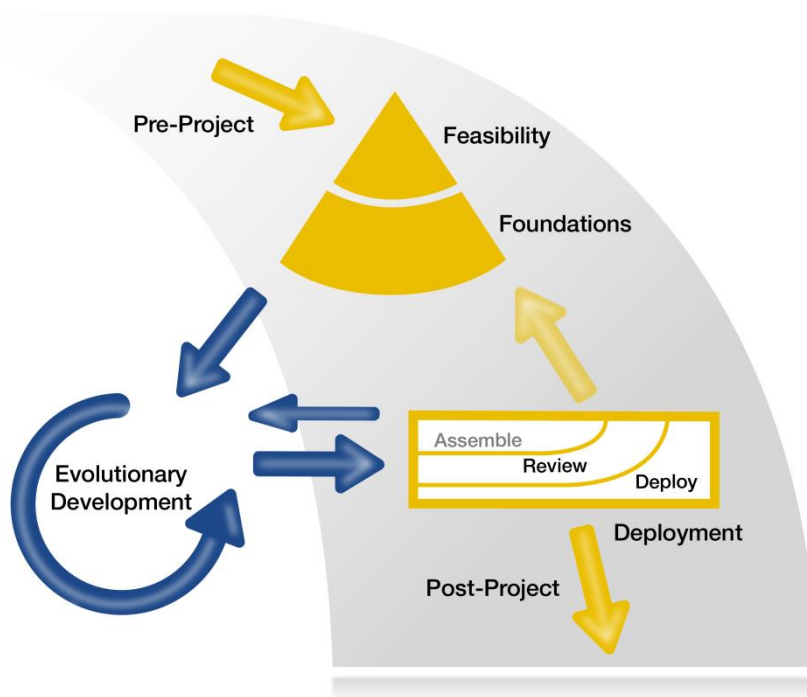 Pre-Project
Feasibility
Foundations
Assemble
Review
Deploy
Evolutionary
Development
Deployment
Post-Project